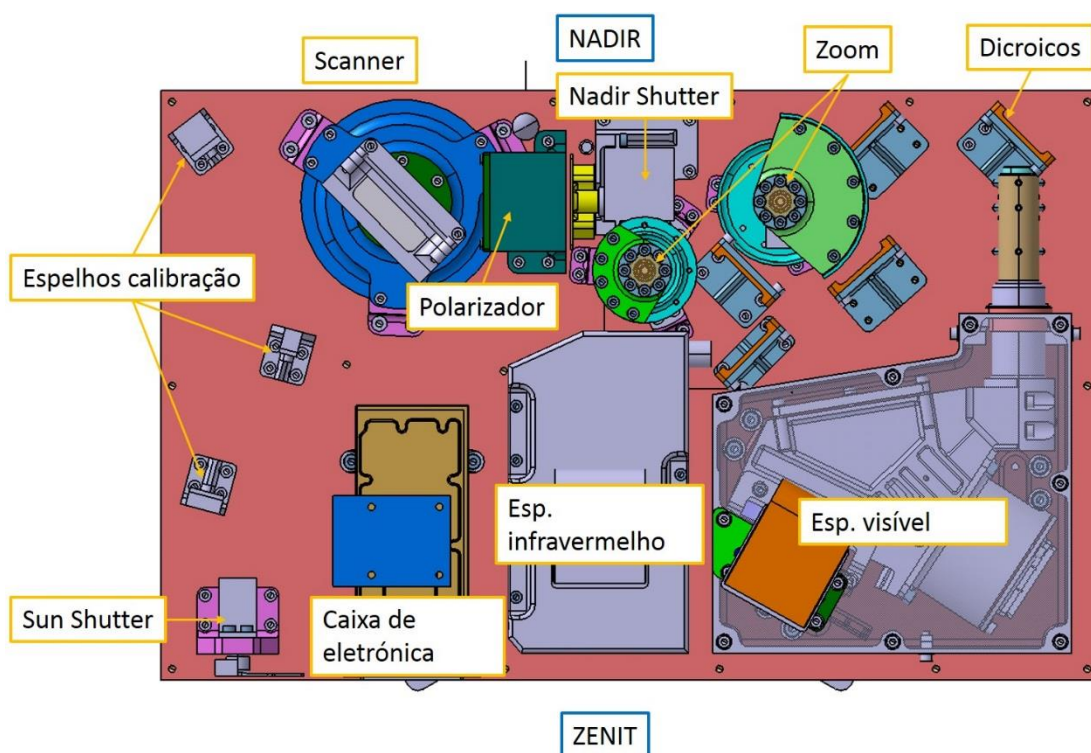 NADIR
Scanner
Zoom
Dicroicos
Nadir Shutter
Espelhos calibração
Polarizador
Esp.
infravermelho
Esp. visível
Sun Shutter
Caixa de
eletrónica
ZENIT